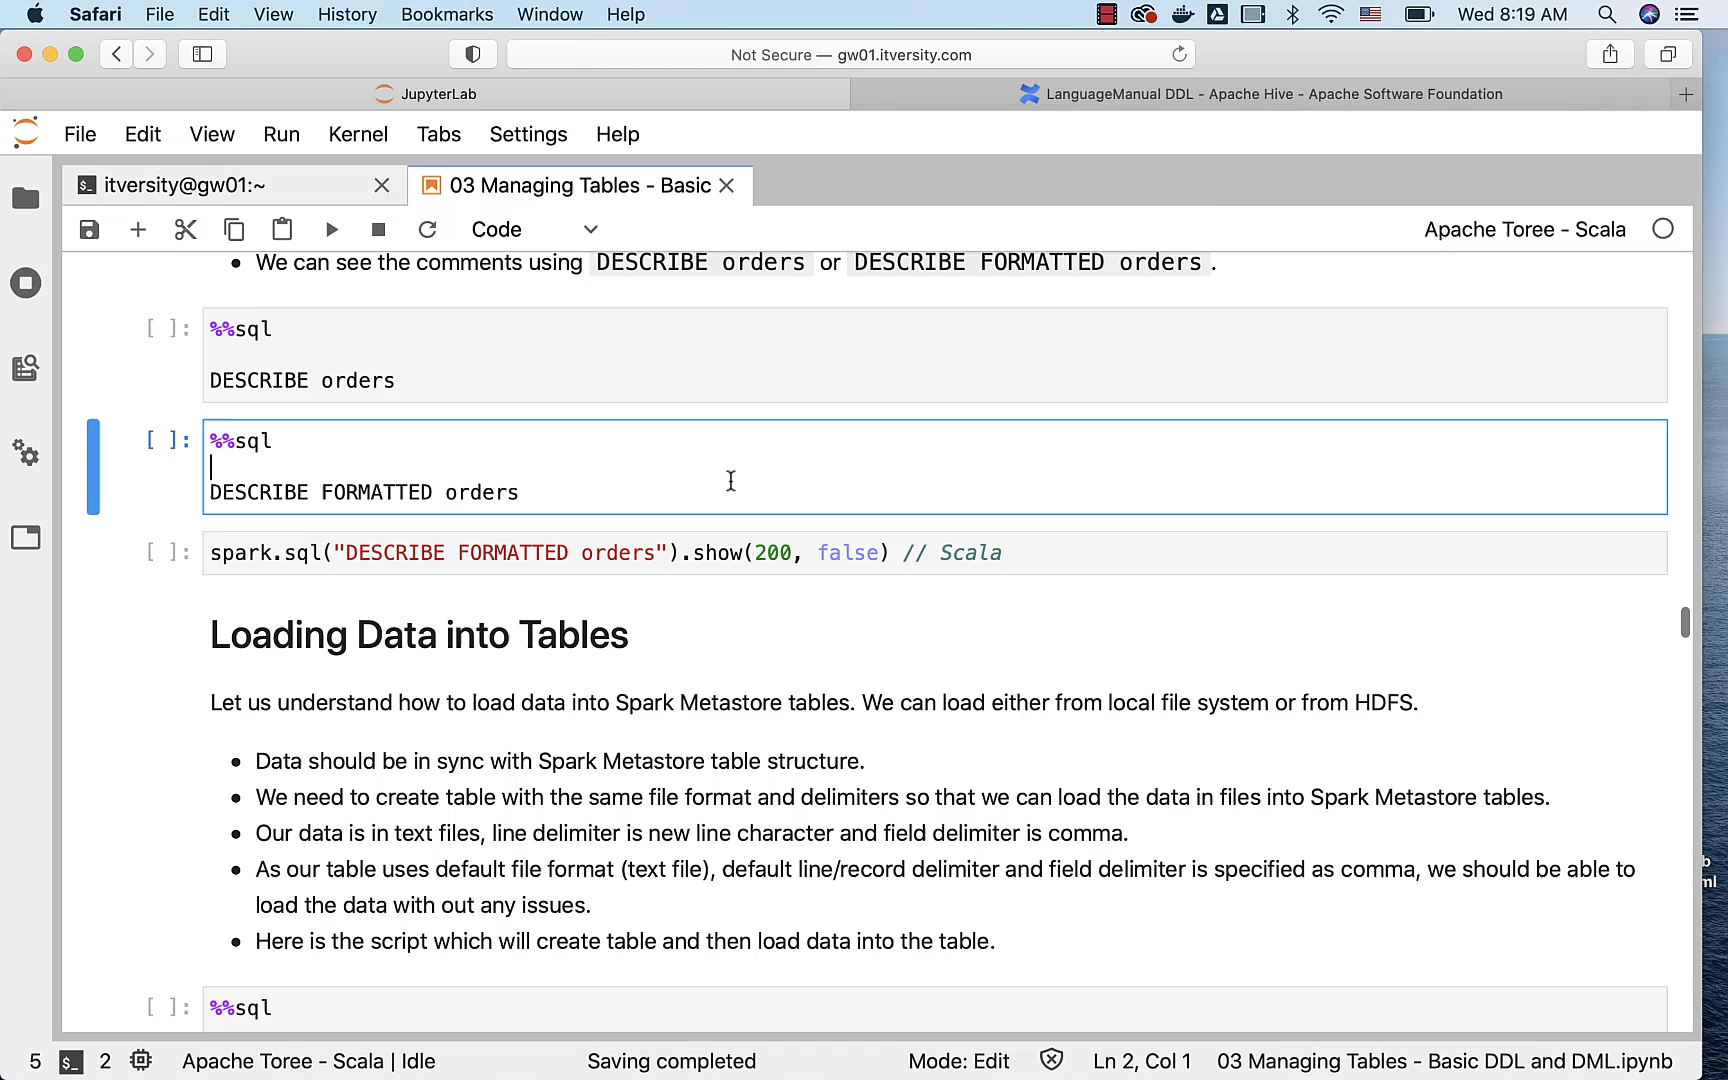 Safari File Edit View History Bookmarks Window Help Wed 8:19 AM
Not Secure — gw01.itversity.com
JupyterLab LanguageManual DDL - Apache Hive - Apache Software Foundation
File Edit View Run Kernel Tabs Settings Help
itversity@gw01:~ 03 Managing Tables - Basic
Code Apache Toree - Scala
• We can see the comments using DESCRIBE orders or DESCRIBE FORMATTED orders .
[ ]: %%sql
DESCRIBE orders
[ ]: %%sql
DESCRIBE FORMATTED orders
[ ]: spark.sql("DESCRIBE FORMATTED orders").show(200, false) // Scala
Loading Data into Tables
Let us understand how to load data into Spark Metastore tables. We can load either from local file system or from HDFS.
• Data should be in sync with Spark Metastore table structure.
• We need to create table with the same file format and delimiters so that we can load the data in files into Spark Metastore tables.
• Our data is in text files, line delimiter is new line character and field delimiter is comma.
• As our table uses default file format (text file), default line/record delimiter and field delimiter is specified as comma, we should be able to
load the data with out any issues.
• Here is the script which will create table and then load data into the table.
[ ]: %%sql
5 $_ 2 Apache Toree - Scala | Idle Saving completed Mode: Edit Ln 2, Col 1 03 Managing Tables - Basic DDL and DML.ipynb